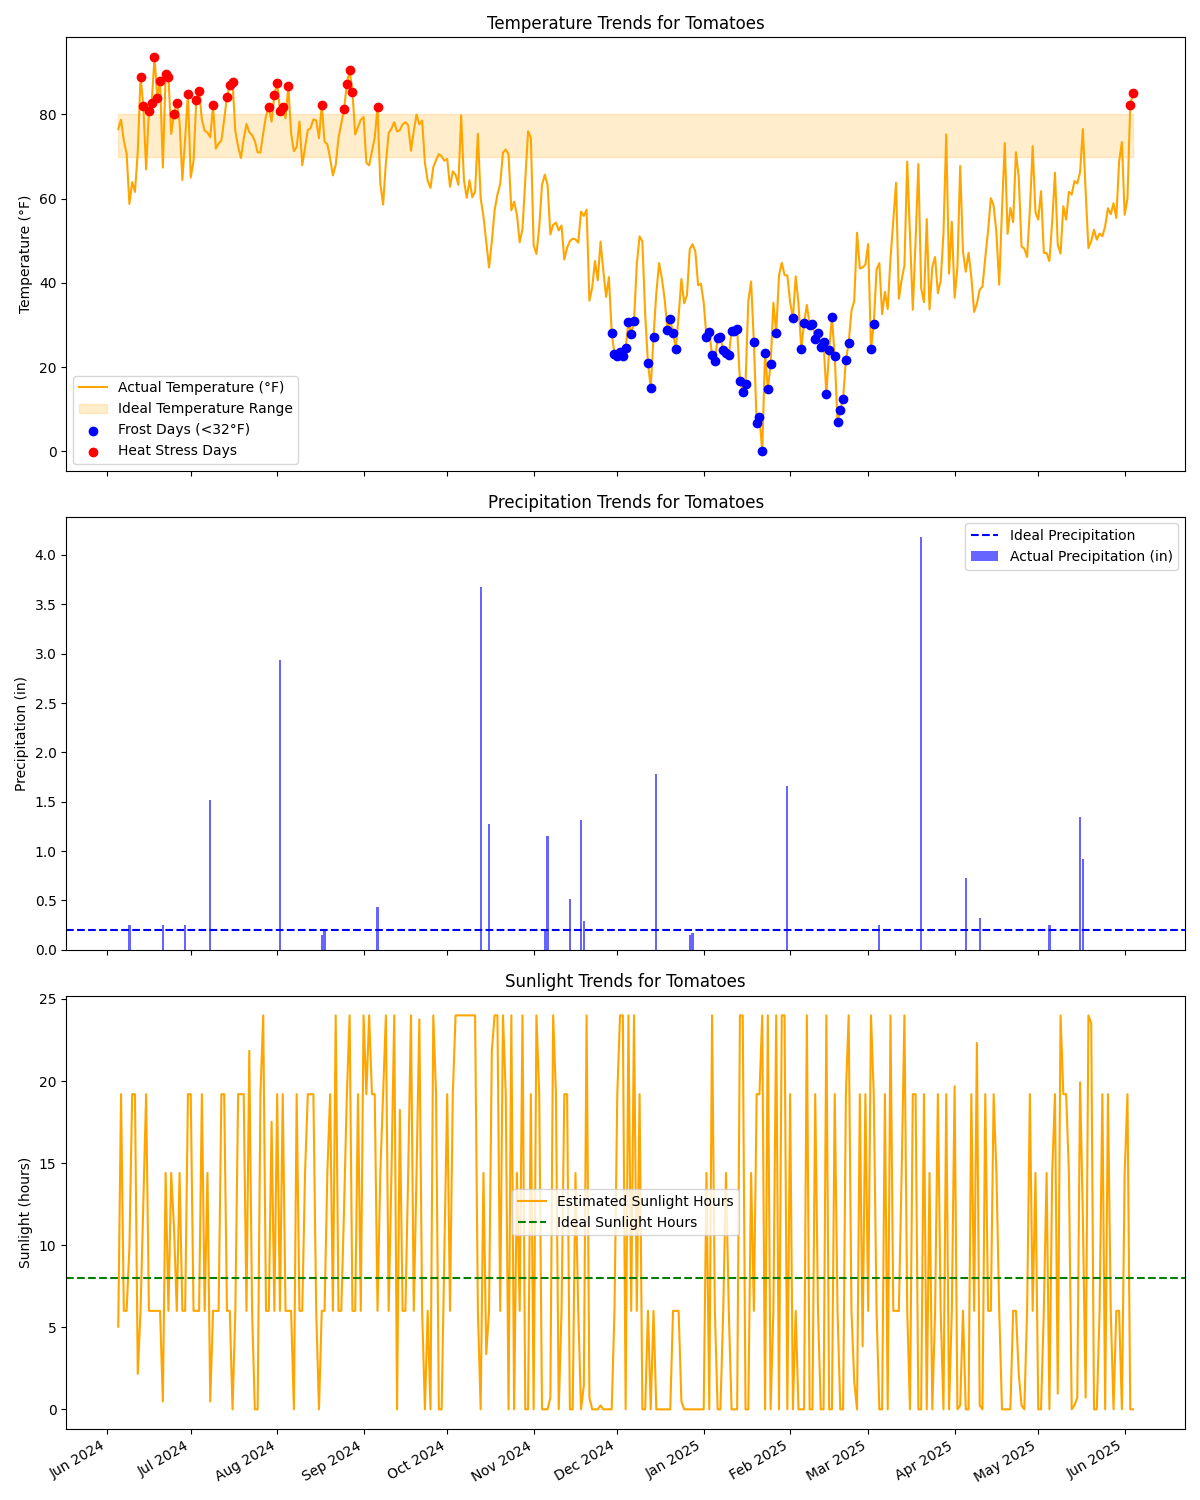 Temperature Trends for Tomatoes
Temperature (°F)
80
60
40
20
0
Actual Temperature (°F)
Ideal Temperature Range
Frost Days (<32°F)
Heat Stress Days
Precipitation Trends for Tomatoes
Precipitation (in)
4.0
3.5
3.0
2.5
2.0
1.5
1.0
0.5
0.0
Ideal Precipitation
Actual Precipitation (in)
Sunlight Trends for Tomatoes
Sunlight (hours)
25
20
15
10
5
0
Estimated Sunlight Hours
Ideal Sunlight Hours
Jun 2024
Jul 2024
Aug 2024
Sep 2024
Oct 2024
Nov 2024
Dec 2024
Jan 2025
Feb 2025
Mar 2025
Apr 2025
May 2025
Jun 2025